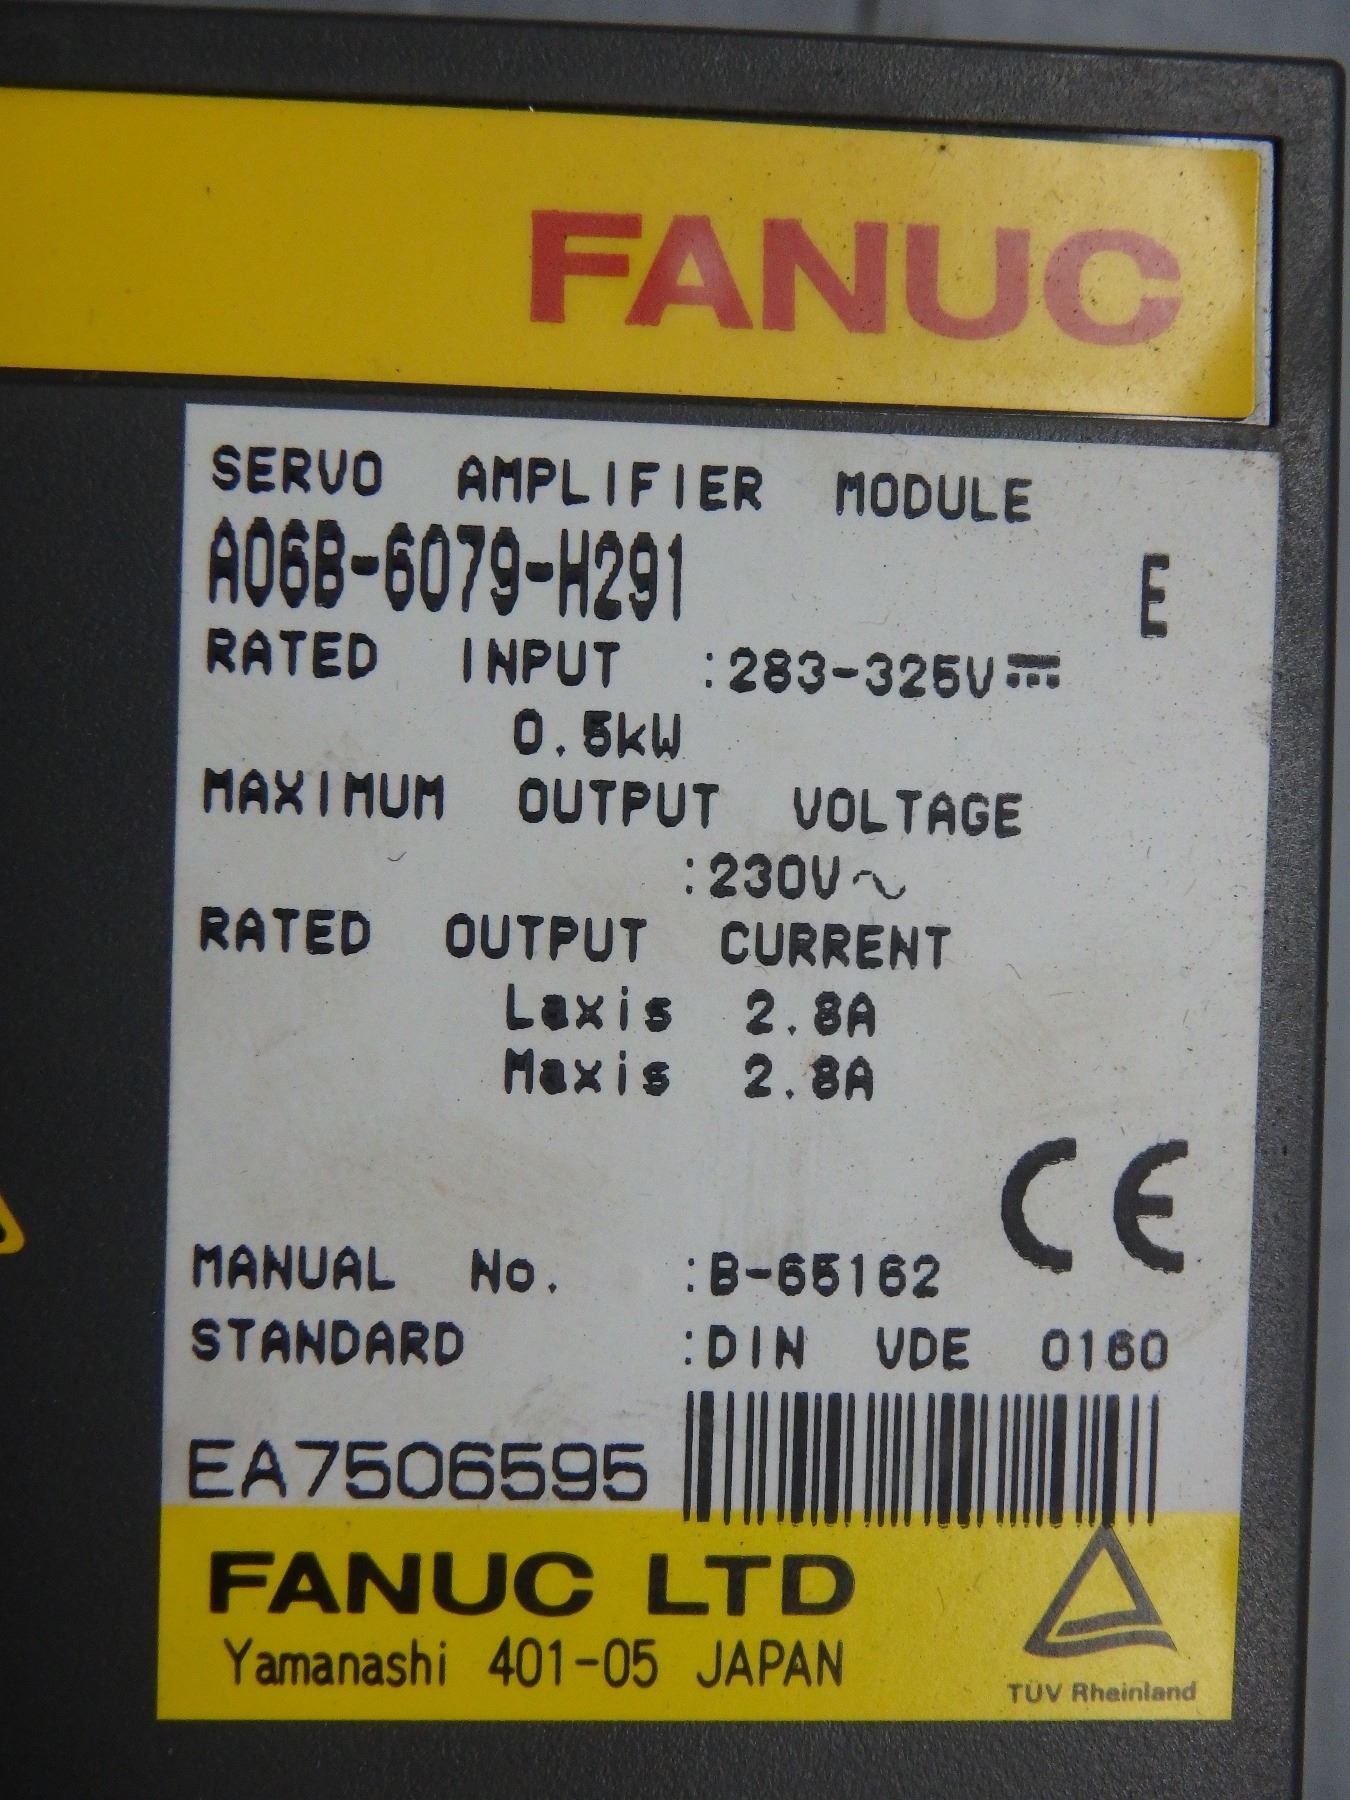 FANUC
SERVO AMPLIFIER MODULE
A06B-6079-H291 E
RATED INPUT :283-325V⎓
0.5kW
MAXIMUM OUTPUT VOLTAGE
:230V∿
RATED OUTPUT CURRENT
Laxis 2.8A
Maxis 2.8A
CE
MANUAL No. :B-65162
STANDARD :DIN VDE 0160
EA7506595
FANUC LTD
Yamanashi 401-05 JAPAN
TÜV Rheinland